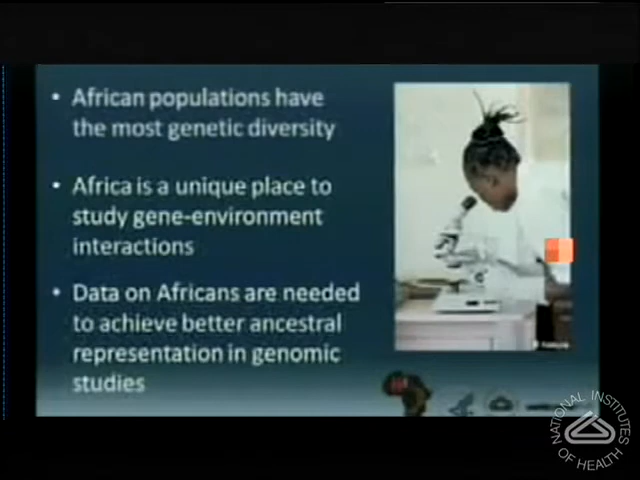 • African populations have
the most genetic diversity
• Africa is a unique place to
study gene-environment
interactions
• Data on Africans are needed
to achieve better ancestral
representation in genomic
studies
NATIONAL INSTITUTES
OF HEALTH